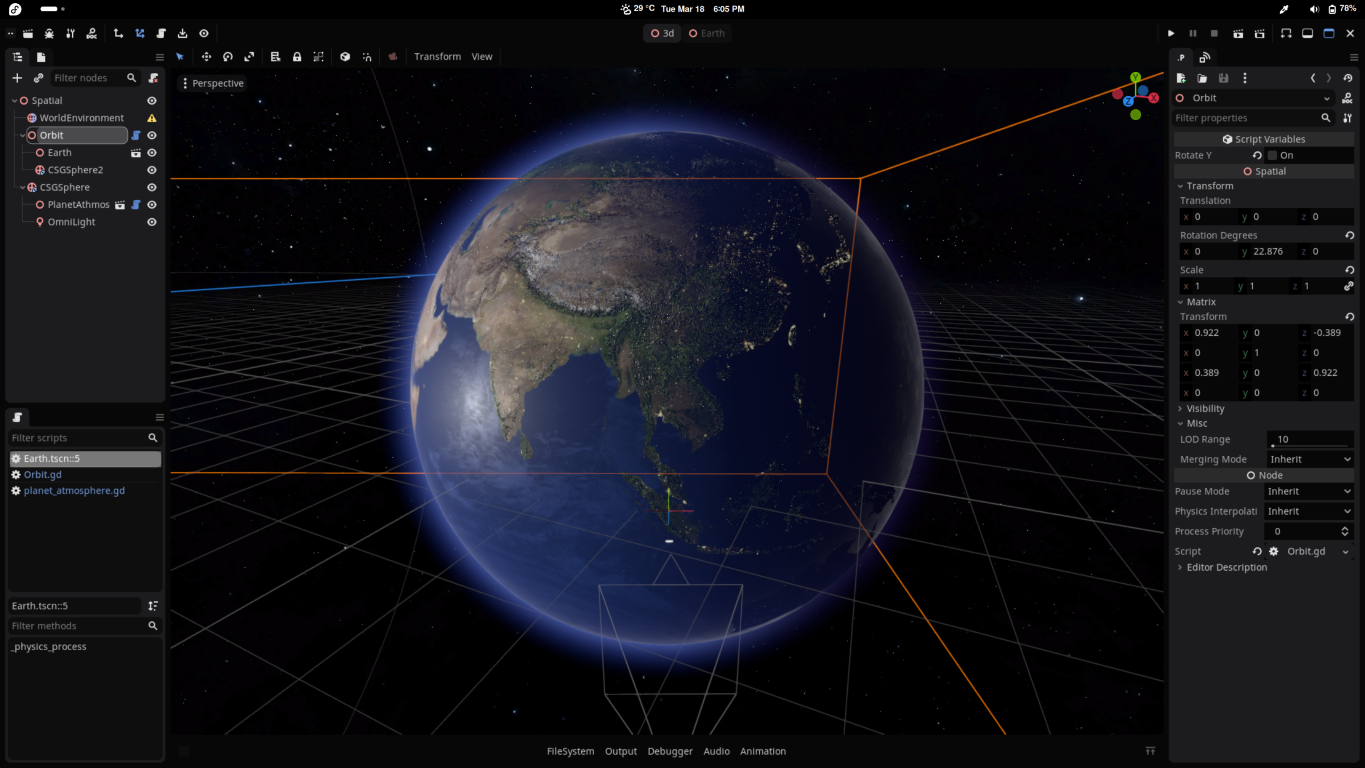 29 °C Tue Mar 18 6:05 PM
78%
3d
Earth
Filter nodes
Spatial
WorldEnvironment
Orbit
Earth
CSGSphere2
CSGSphere
PlanetAthmos
OmniLight
Filter scripts
Earth.tscn::5
Orbit.gd
planet_atmosphere.gd
Earth.tscn::5
Filter methods
_physics_process
Transform View
Perspective
Y
X
Z
FileSystem Output Debugger Audio Animation
Orbit
Filter properties
Script Variables
Rotate Y On
Spatial
Transform
Translation
x 0 y 0 z 0
Rotation Degrees
x 0 y 22.876 z 0
Scale
x 1 y 1 z 1
Matrix
Transform
x 0.922 y 0 z -0.389
x 0 y 1 z 0
x 0.389 y 0 z 0.922
x 0 y 0 z 0
Visibility
Misc
LOD Range 10
Merging Mode Inherit
Node
Pause Mode Inherit
Physics Interpolati Inherit
Process Priority 0
Script Orbit.gd
Editor Description